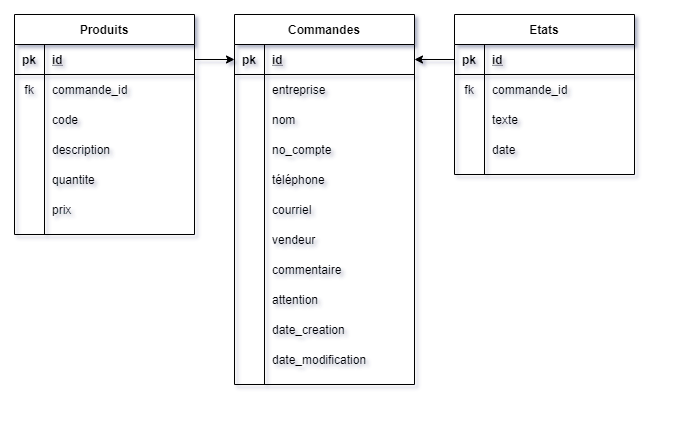 Produits
pk id
fk commande_id
code
description
quantite
prix
Commandes
pk id
entreprise
nom
no_compte
téléphone
courriel
vendeur
commentaire
attention
date_creation
date_modification
Etats
pk id
fk commande_id
texte
date